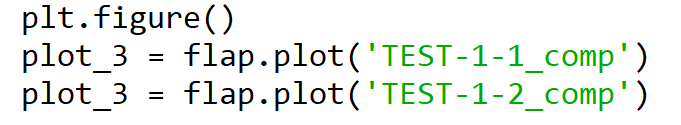 plt.figure()
plot_3 = flap.plot('TEST-1-1_comp')
plot_3 = flap.plot('TEST-1-2_comp')